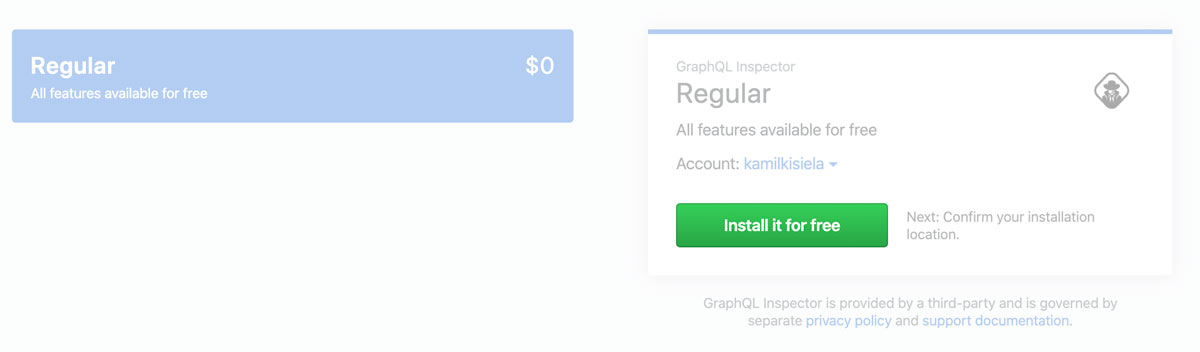 Regular
$0
All features available for free
GraphQL Inspector
Regular
All features available for free
Account: kamilkisiela
Install it for free
Next: Confirm your installation
location.
GraphQL Inspector is provided by a third-party and is governed by
separate privacy policy and support documentation.